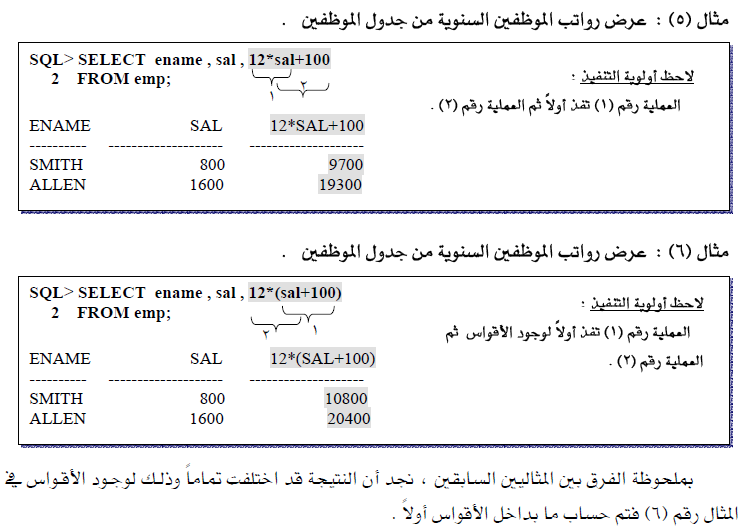 مثال (٥) : عرض رواتب الموظفين السنوية من جدول الموظفين .
SQL> SELECT ename , sal , 12*sal+100
2 FROM emp;
١ ٢
لاحظ أولوية التنفيذ :
العملية رقم (١) تنفذ أولاً ثم العملية رقم (٢) .
ENAME SAL 12*SAL+100
---------- -------------------- --------------------
SMITH 800 9700
ALLEN 1600 19300
مثال (٦) : عرض رواتب الموظفين السنوية من جدول الموظفين .
SQL> SELECT ename , sal , 12*(sal+100)
2 FROM emp;
٢ ١
لاحظ أولوية التنفيذ :
العملية رقم (١) تنفذ أولاً لوجود الأقواس ثم
العملية رقم (٢) .
ENAME SAL 12*(SAL+100)
---------- -------------------- --------------------
SMITH 800 10800
ALLEN 1600 20400
بملحوظة الفرق بين المثاليين السابقين ، نجد أن النتيجة قد اختلفت تماماً وذلك لوجود الأقواس في
المثال رقم (٦) فتم حساب ما بداخل الأقواس أولاً .